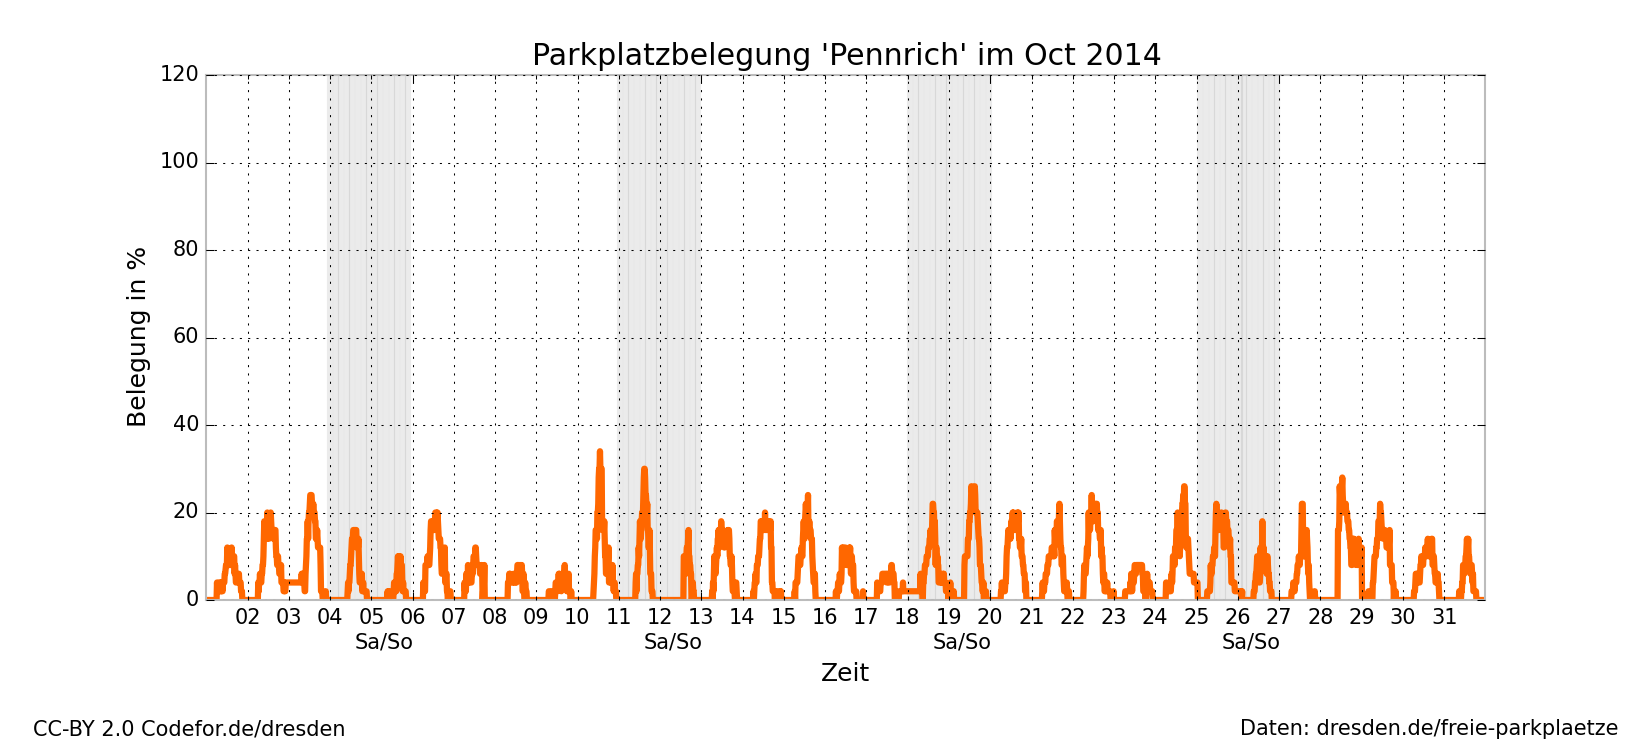 Parkplatzbelegung 'Pennrich' im Oct 2014
120
100
80
60
40
20
0
Belegung in %
02 03 04 05 06 07 08 09 10 11 12 13 14 15 16 17 18 19 20 21 22 23 24 25 26 27 28 29 30 31
Sa/So Sa/So Sa/So Sa/So
Zeit
CC-BY 2.0 Codefor.de/dresden
Daten: dresden.de/freie-parkplaetze